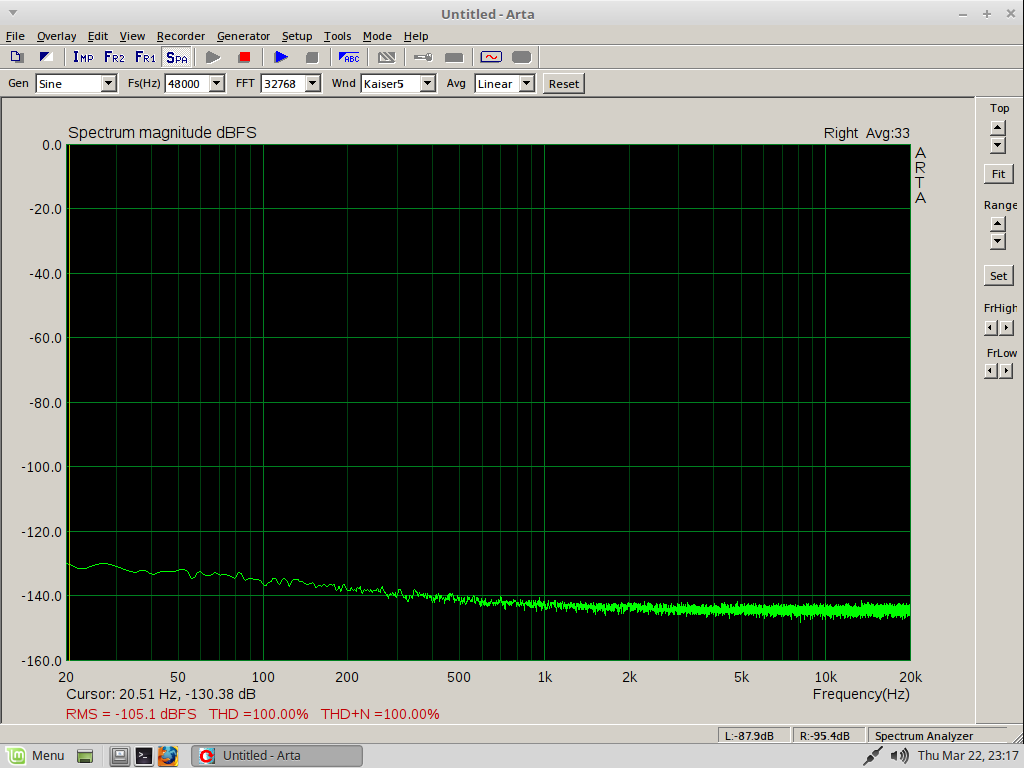 Untitled - Arta
File Overlay Edit View Recorder Generator Setup Tools Mode Help
IMP FR2 FR1 SPA ABC
Gen Sine Fs(Hz) 48000 FFT 32768 Wnd Kaiser5 Avg Linear Reset
Spectrum magnitude dBFS Right Avg:33
Top
Fit
Range
Set
FrHigh
FrLow
A
R
T
A
0.0
-20.0
-40.0
-60.0
-80.0
-100.0
-120.0
-140.0
-160.0
20 50 100 200 500 1k 2k 5k 10k 20k
Cursor: 20.51 Hz, -130.38 dB Frequency(Hz)
RMS = -105.1 dBFS THD =100.00% THD+N =100.00%
L:-87.9dB R:-95.4dB Spectrum Analyzer
Menu Untitled - Arta Thu Mar 22, 23:17